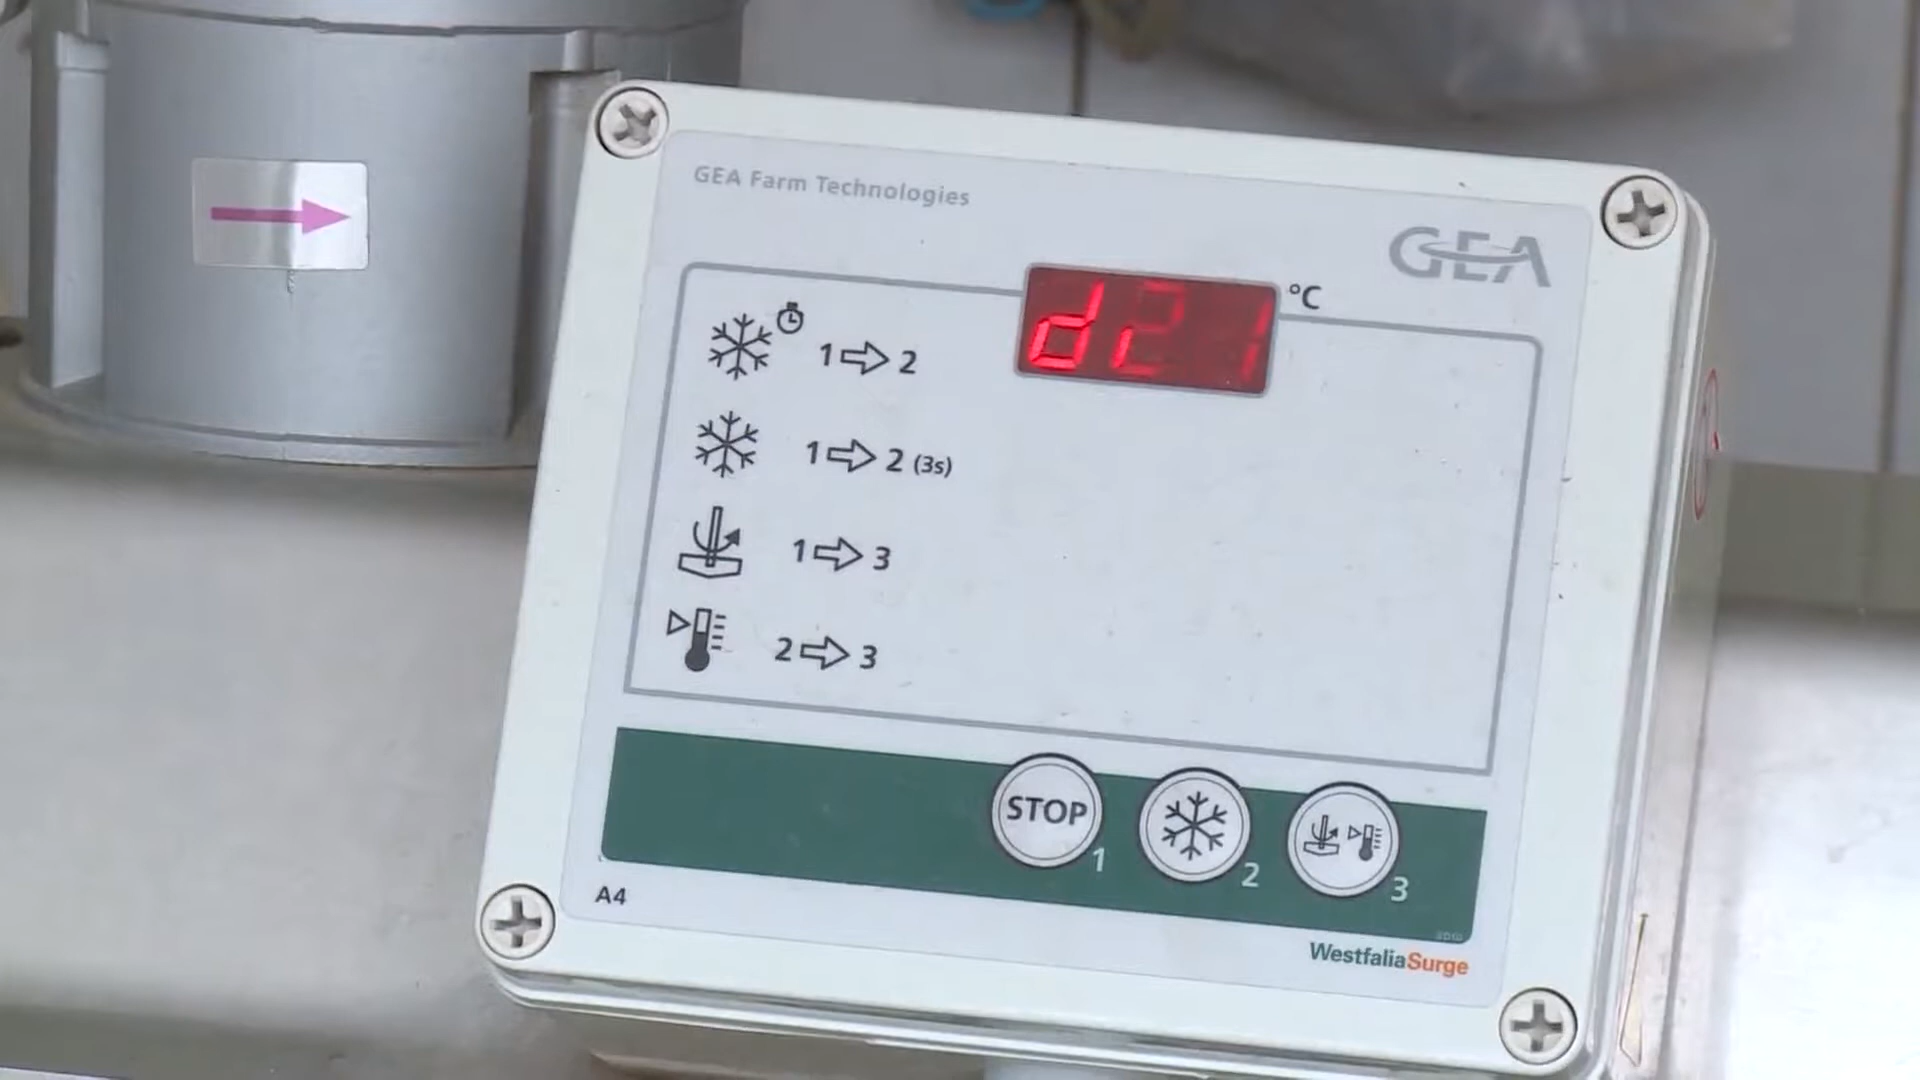 GEA Farm Technologies
GEA
°C
1 ⇨ 2
1 ⇨ 2 (3s)
1 ⇨ 3
2 ⇨ 3
STOP
1
2
3
A4
WestfaliaSurge